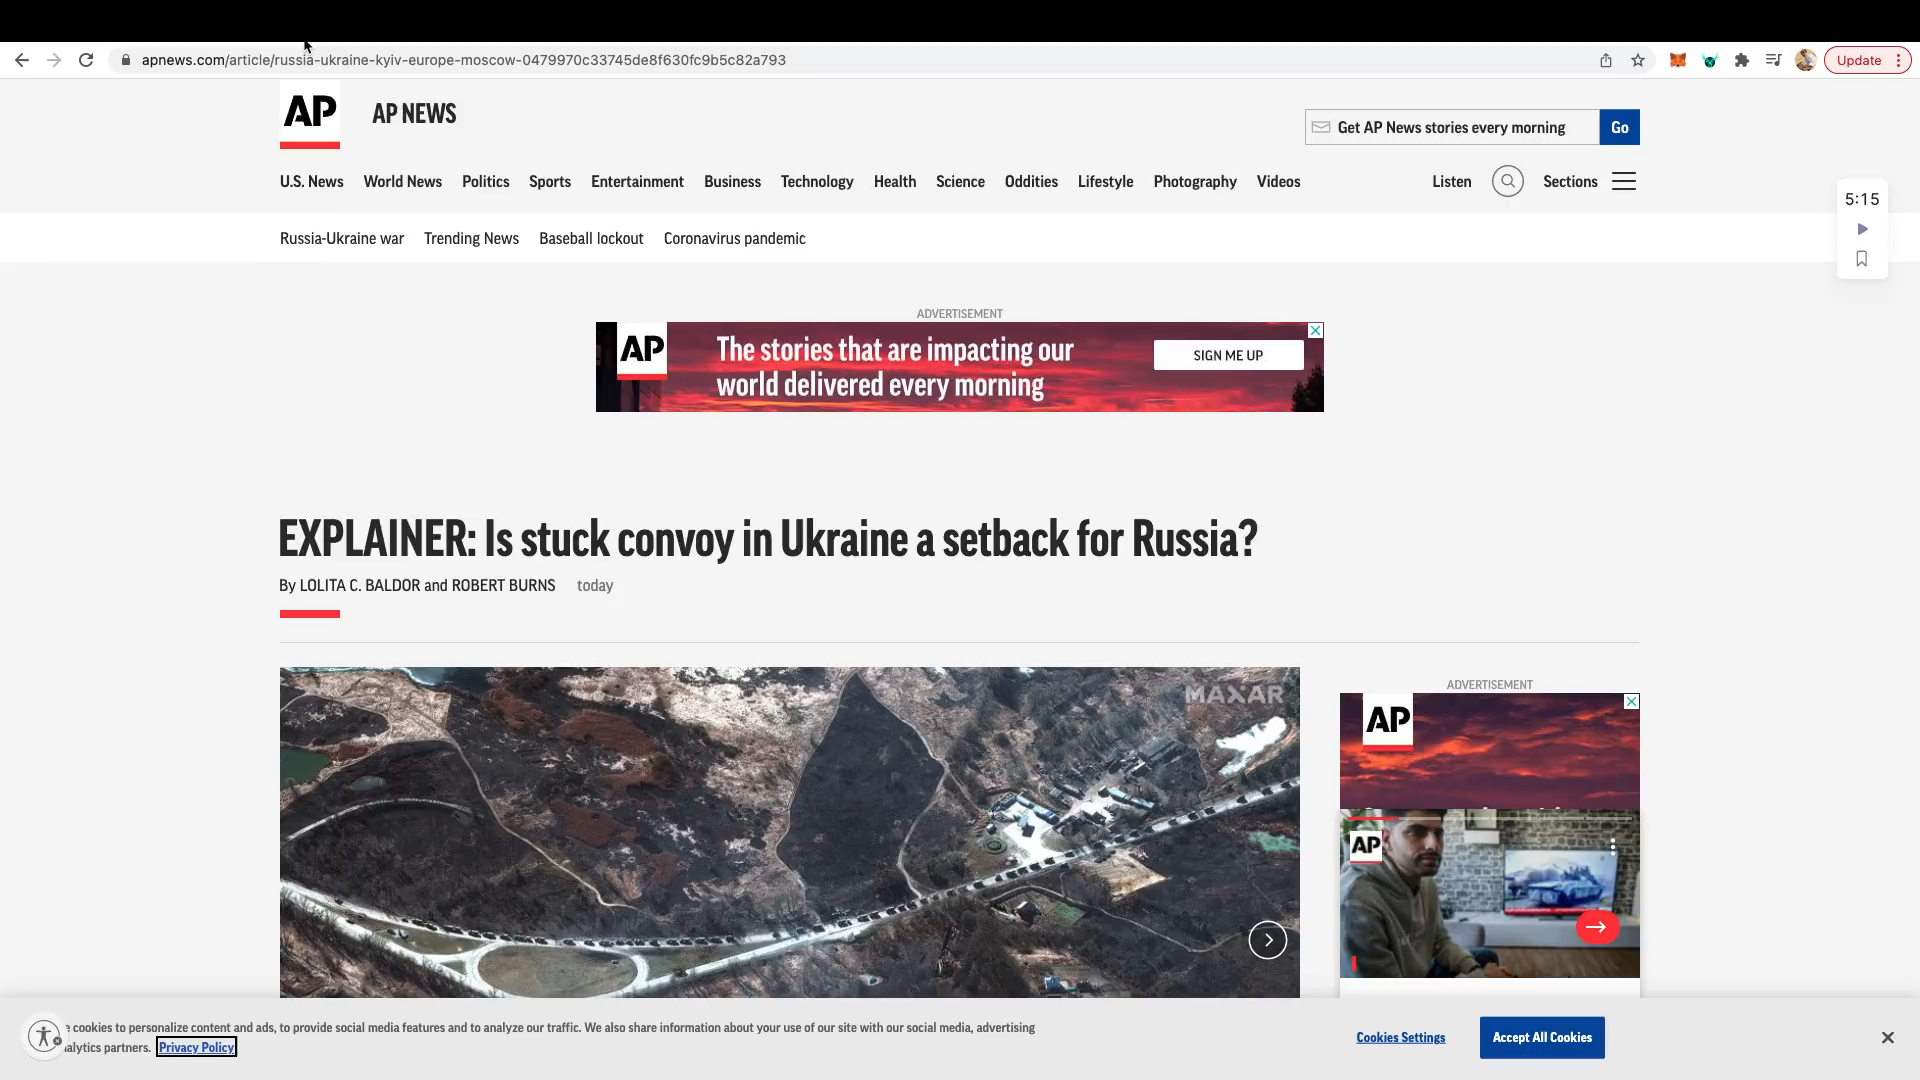 apnews.com/article/russia-ukraine-kyiv-europe-moscow-0479970c33745de8f630fc9b5c82a793
Update
AP
AP NEWS
Get AP News stories every morning
Go
U.S. News World News Politics Sports Entertainment Business Technology Health Science Oddities Lifestyle Photography Videos
Listen
Sections
5:15
Russia-Ukraine war Trending News Baseball lockout Coronavirus pandemic
ADVERTISEMENT
AP
The stories that are impacting our
world delivered every morning
SIGN ME UP
EXPLAINER: Is stuck convoy in Ukraine a setback for Russia?
By LOLITA C. BALDOR and ROBERT BURNS today
MAXAR
ADVERTISEMENT
AP
AP
cookies to personalize content and ads, to provide social media features and to analyze our traffic. We also share information about your use of our site with our social media, advertising
alytics partners. Privacy Policy
Cookies Settings
Accept All Cookies